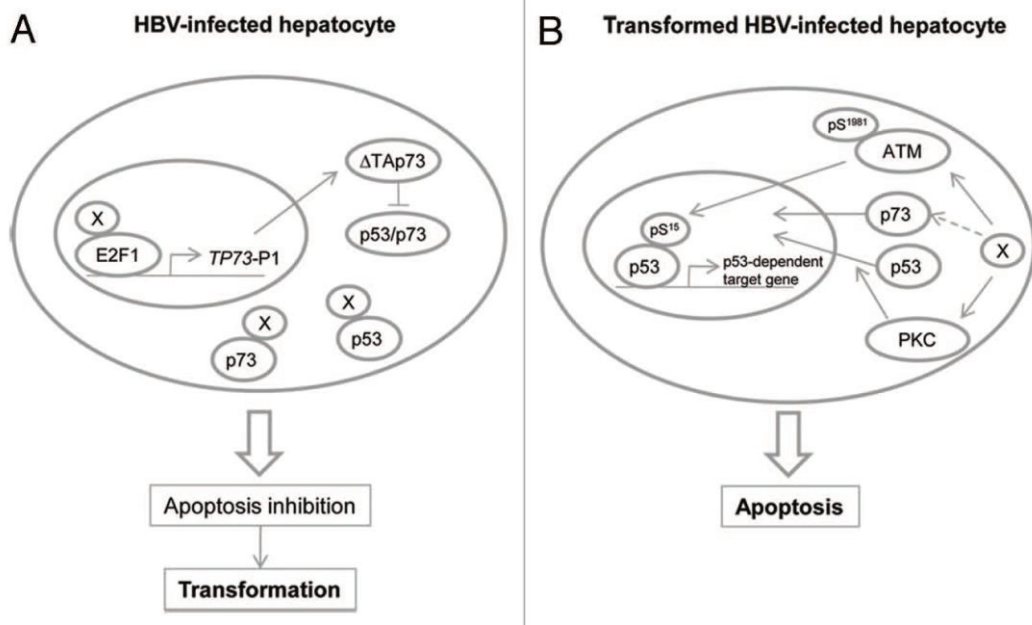 A
HBV-infected hepatocyte
ΔTAp73
X
p53/p73
E2F1
TP73-P1
X
X
p73
p53
Apoptosis inhibition
Transformation
B
Transformed HBV-infected hepatocyte
pS1981
ATM
p73
pS15
X
p53
p53-dependent
target gene
p53
PKC
Apoptosis